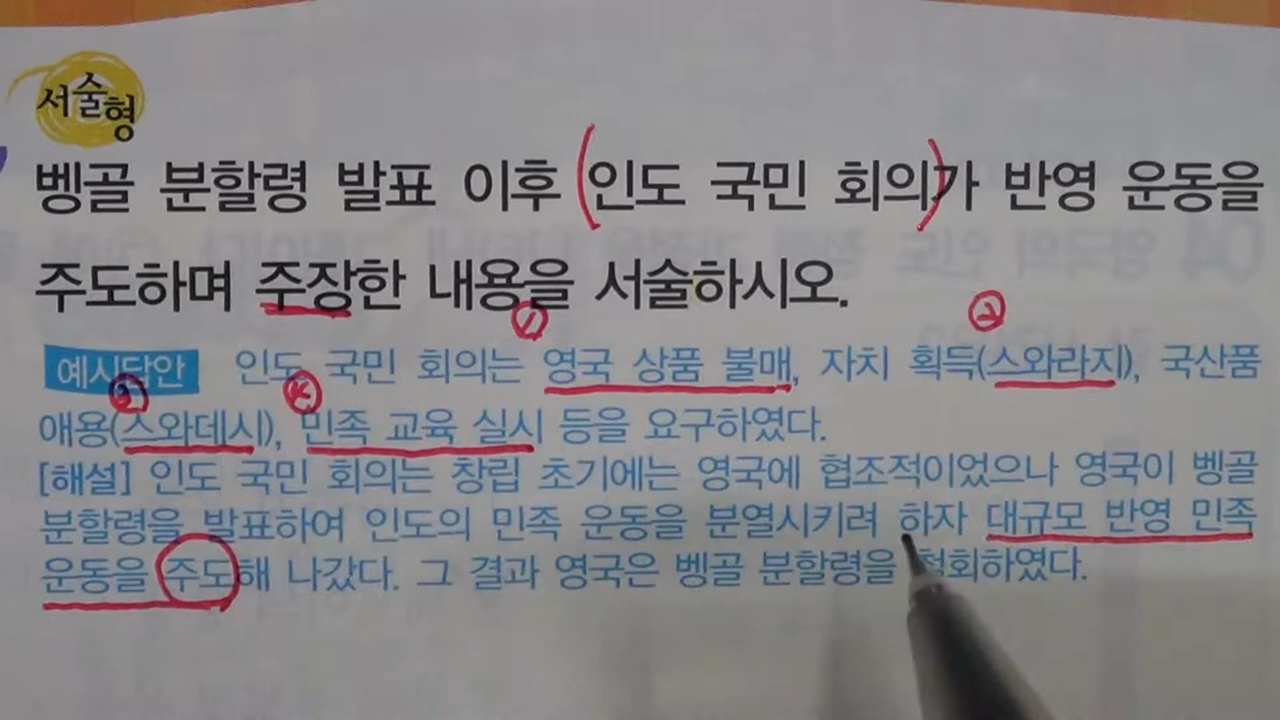 서술형
벵골 분할령 발표 이후 (인도 국민 회의)가 반영 운동을
주도하며 주장한 내용을 서술하시오.
① ②
예시답안 인도 국민 회의는 영국 상품 불매, 자치 획득(스와라지), 국산품
애용(스와데시), 민족 교육 실시 등을 요구하였다.
[해설] 인도 국민 회의는 창립 초기에는 영국에 협조적이었으나 영국이 벵골
분할령을 발표하여 인도의 민족 운동을 분열시키려 하자 대규모 반영 민족
운동을 주도해 나갔다. 그 결과 영국은 벵골 분할령을 철회하였다.